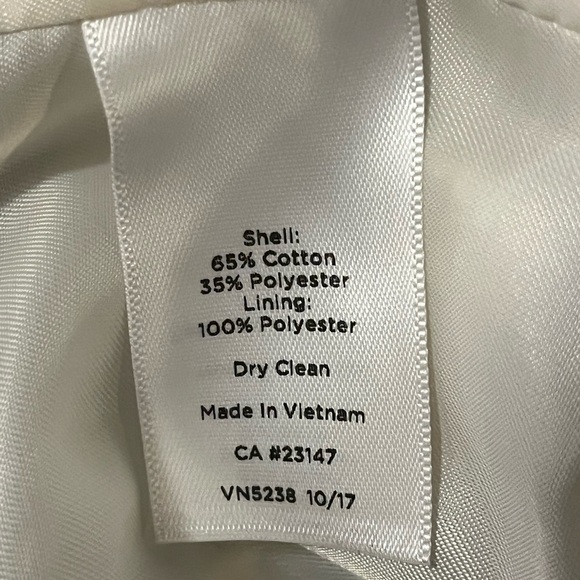 Shell:
65% Cotton
35% Polyester
Lining:
100% Polyester
Dry Clean
Made In Vietnam
CA #23147
VN5238 10/17